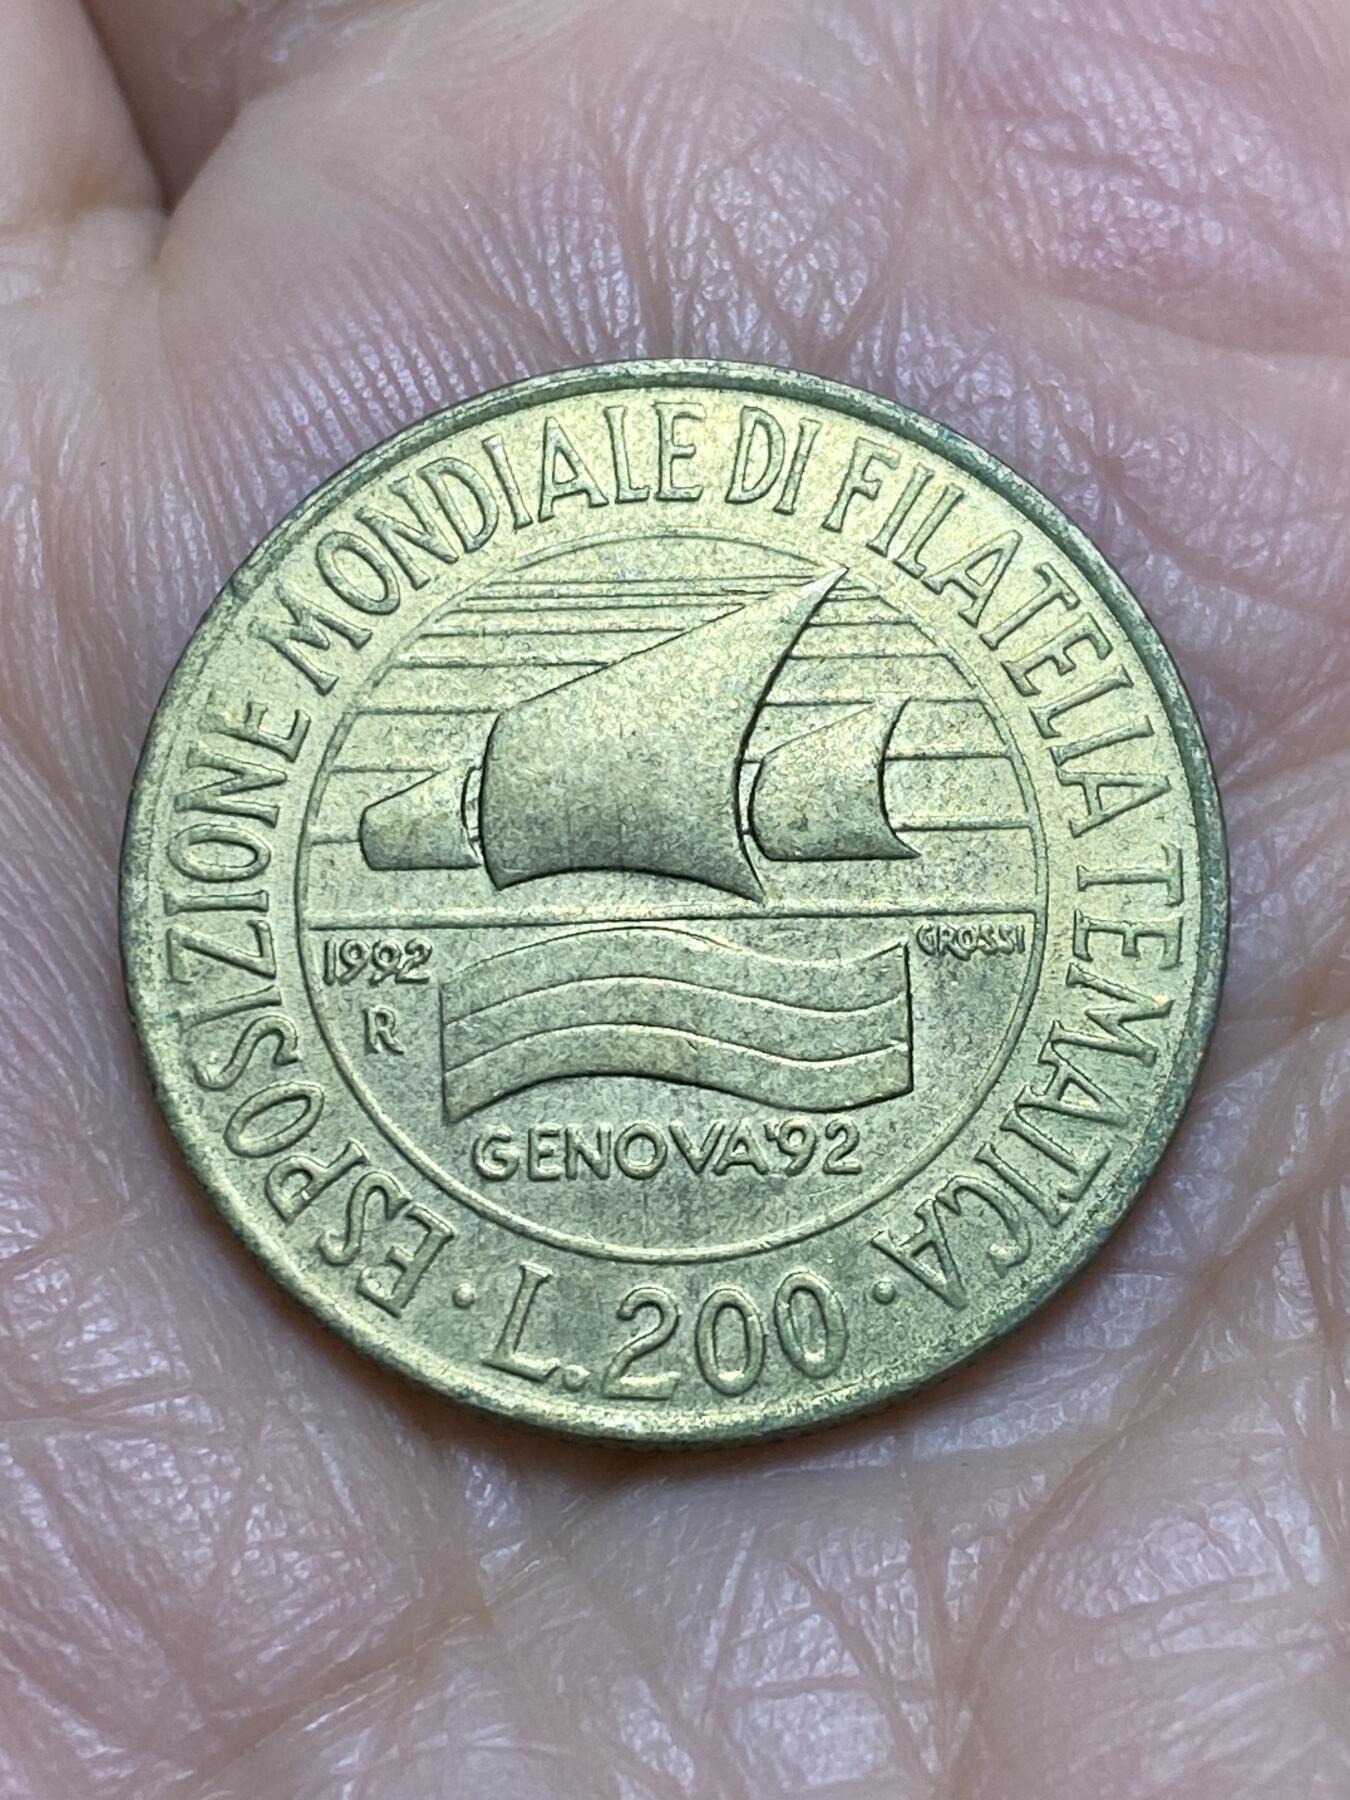 ESPOSIZIONE MONDIALE DI FILATELIA TEMATICA
1992
GROSSI
R
GENOVA'92
· L.200 ·